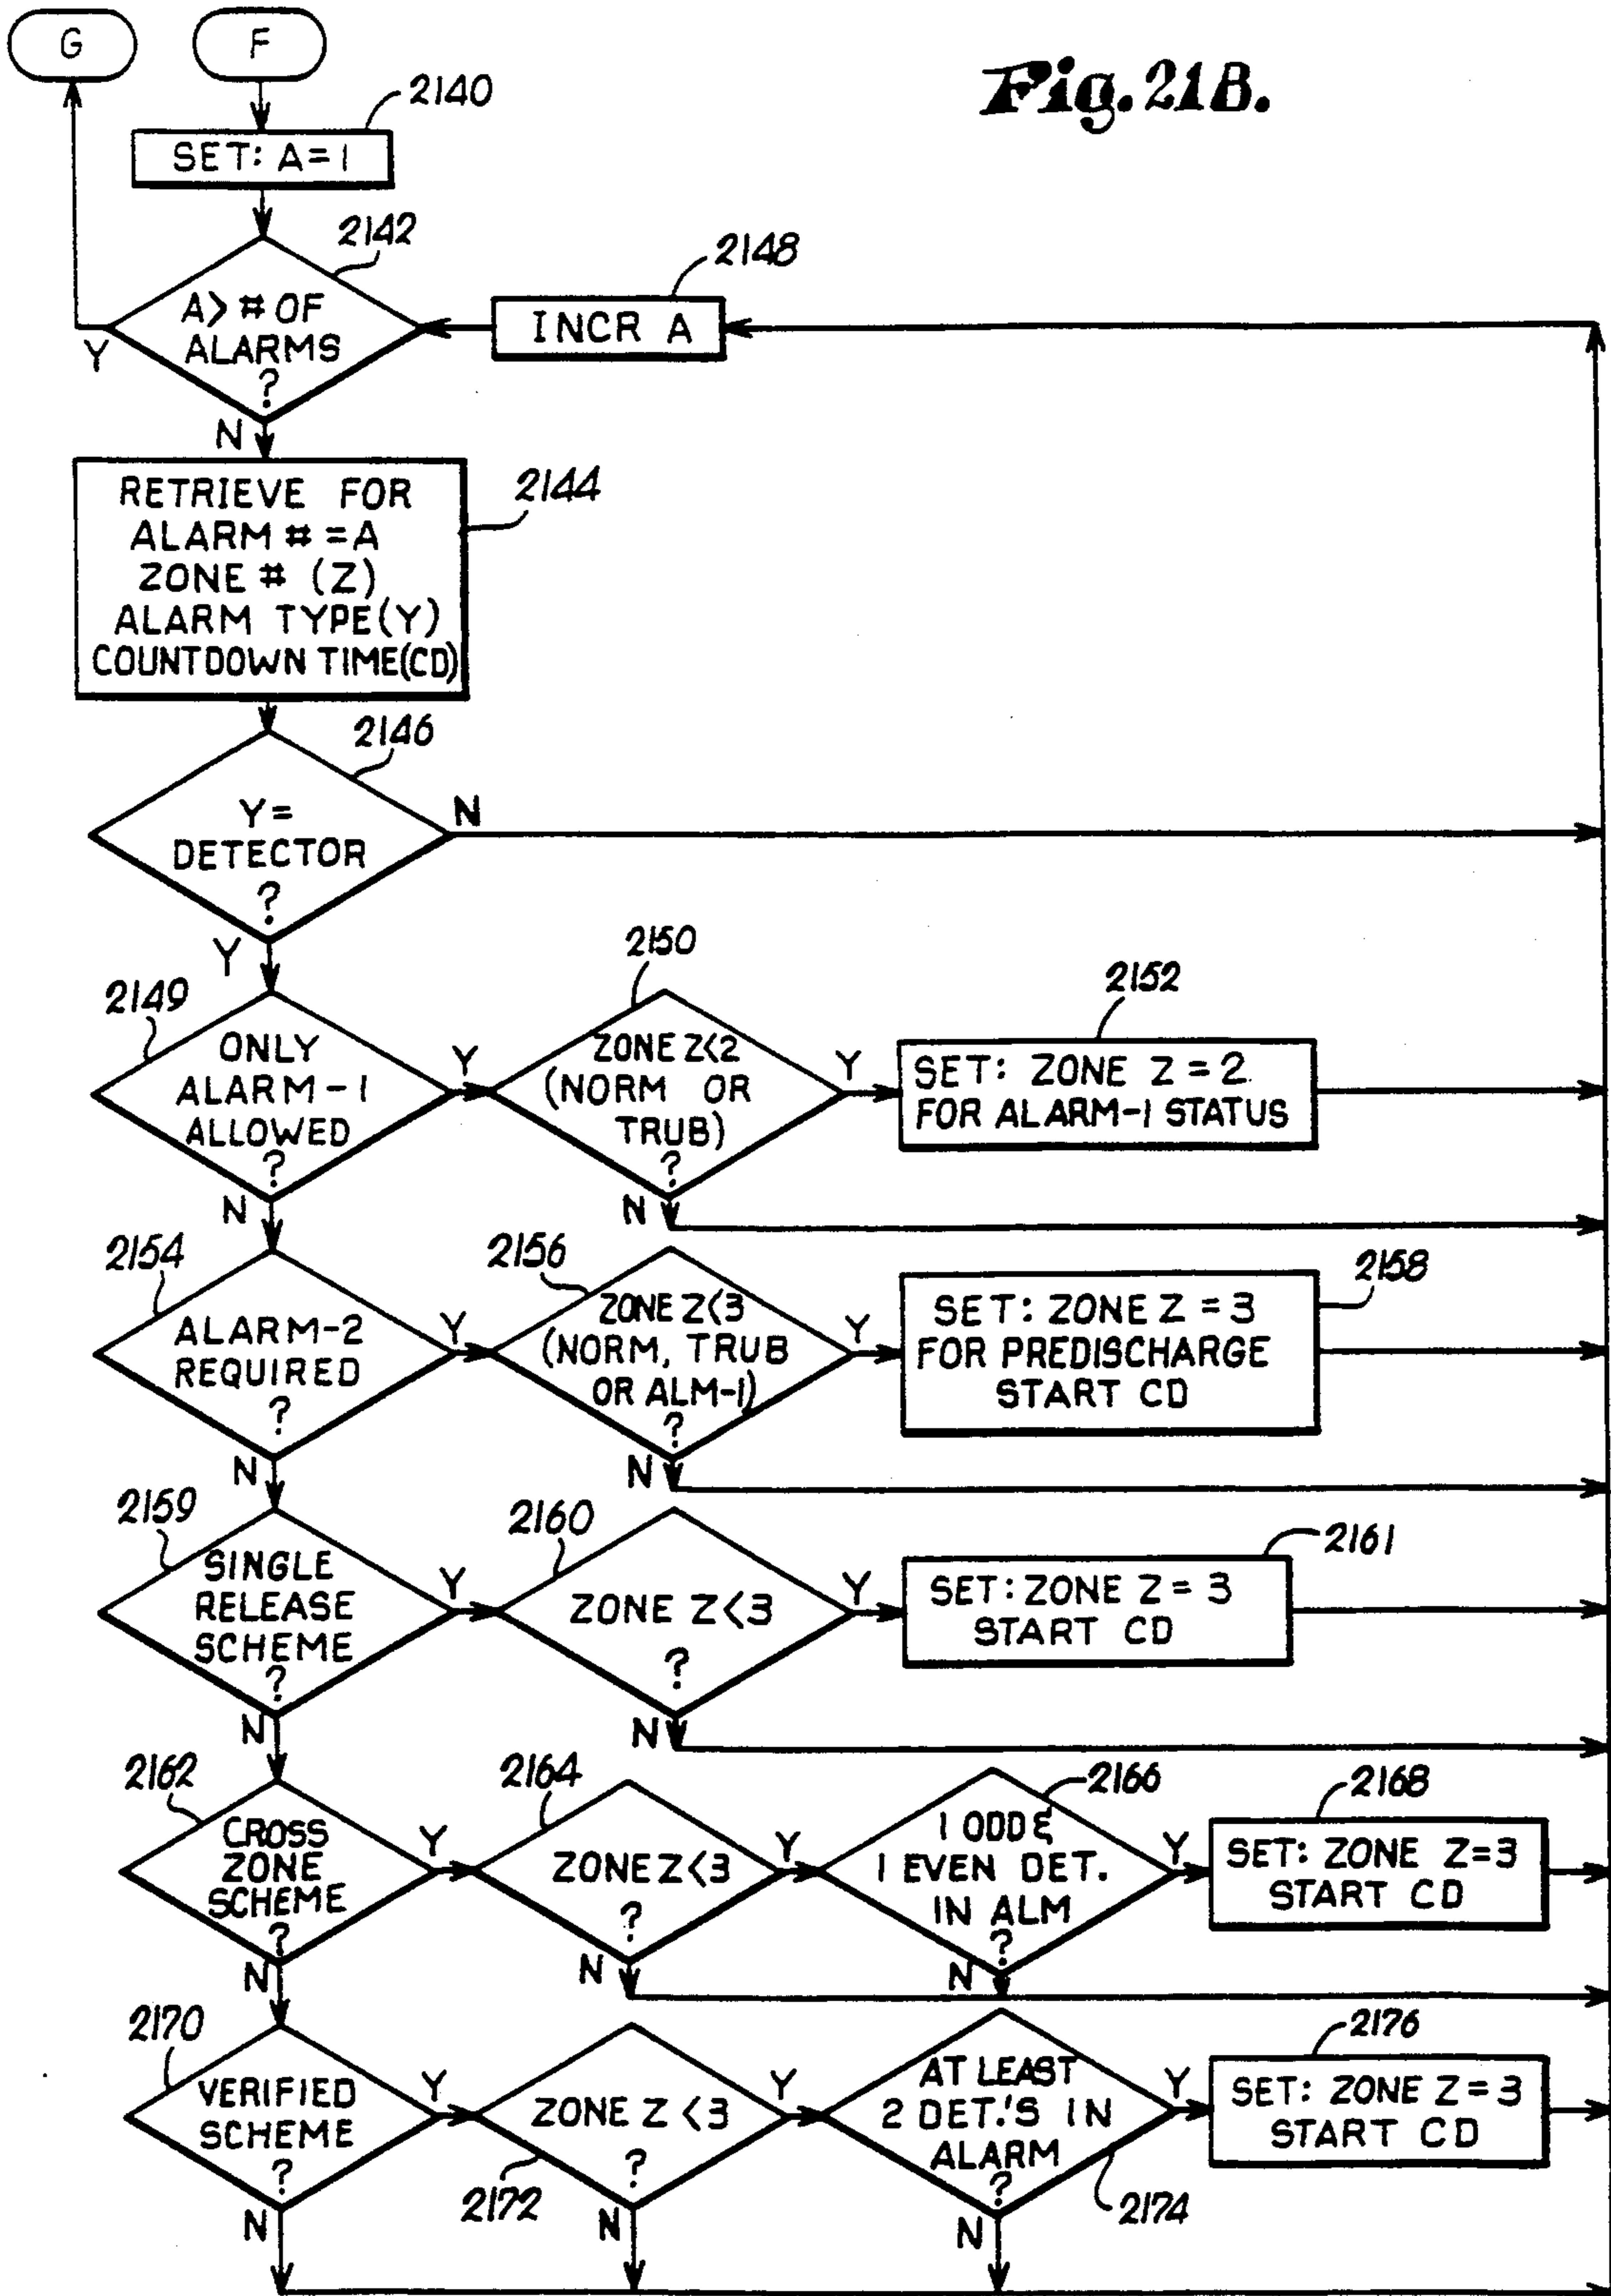 G
F
Fig. 21B.
2140
SET: A=1
2142
A> # OF
ALARMS
?
Y
N
2148
INCR A
2144
RETRIEVE FOR
ALARM # =A
ZONE # (Z)
ALARM TYPE(Y)
COUNTDOWN TIME(CD)
2146
Y=
DETECTOR
?
N
Y
2149
ONLY
ALARM-1
ALLOWED
?
Y
N
2150
ZONE Z<2
(NORM OR
TRUB)
?
Y
N
2152
SET: ZONE Z = 2
FOR ALARM-1 STATUS
2154
ALARM-2
REQUIRED
?
Y
N
2156
ZONE Z<3
(NORM, TRUB
OR ALM-1)
?
Y
N
2158
SET: ZONE Z = 3
FOR PREDISCHARGE
START CD
2159
SINGLE
RELEASE
SCHEME
?
Y
N
2160
ZONE Z<3
?
Y
N
2161
SET: ZONE Z = 3
START CD
2162
CROSS
ZONE
SCHEME
?
Y
N
2164
ZONE Z<3
?
Y
N
2166
1 ODD &
1 EVEN DET.
IN ALM
?
Y
N
2168
SET: ZONE Z=3
START CD
2170
VERIFIED
SCHEME
?
Y
N
2172
ZONE Z <3
?
Y
N
2174
AT LEAST
2 DET.'S IN
ALARM
?
Y
N
2176
SET: ZONE Z=3
START CD